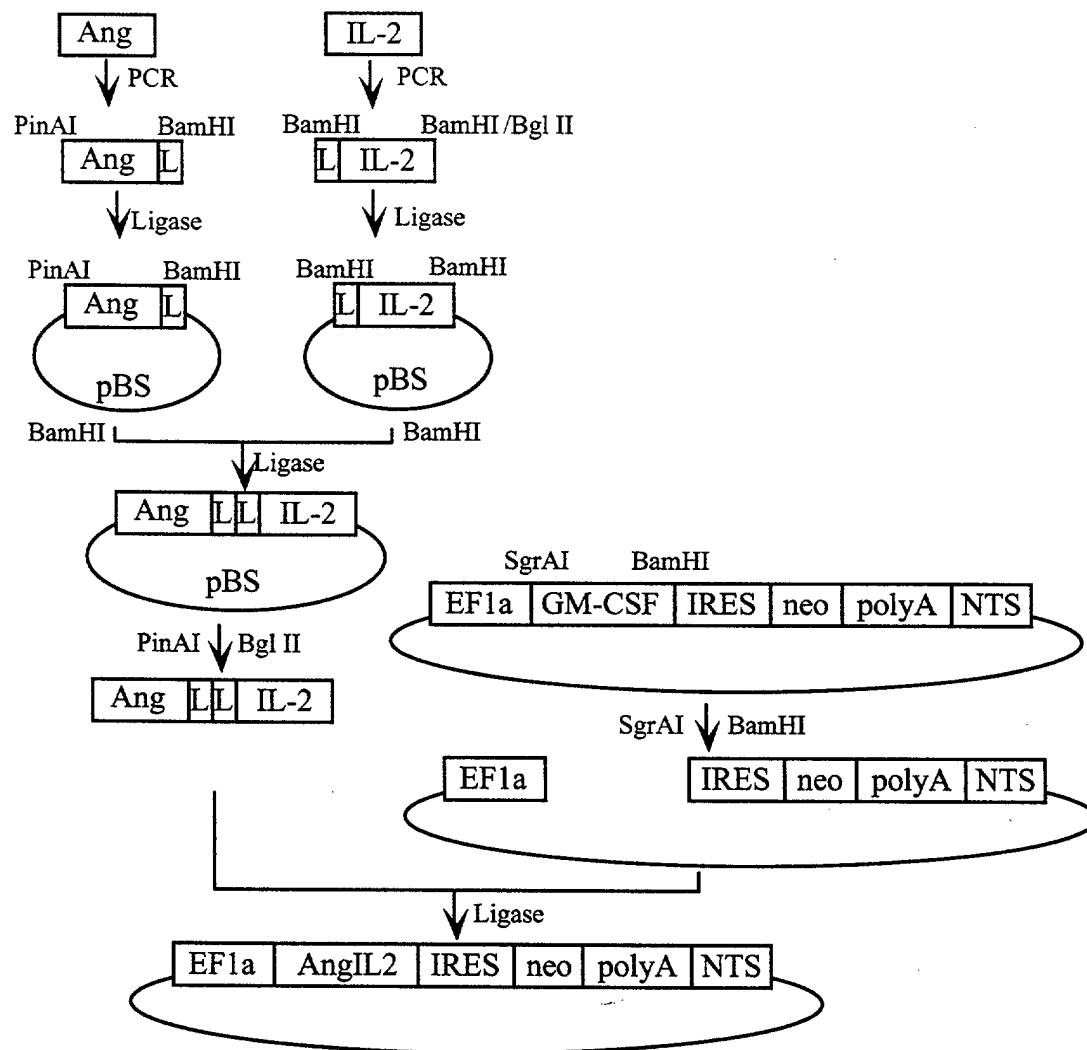 Ang IL-2
PCR PCR
PinAI BamHI BamHI BamHI/Bgl II
Ang L L IL-2
Ligase Ligase
PinAI BamHI BamHI BamHI
Ang L L IL-2
pBS pBS
BamHI BamHI
Ligase
Ang L L IL-2
pBS
SgrAI BamHI
EF1a GM-CSF IRES neo polyA NTS
PinAI Bgl II
Ang L L IL-2
SgrAI BamHI
EF1a IRES neo polyA NTS
Ligase
EF1a AngIL2 IRES neo polyA NTS